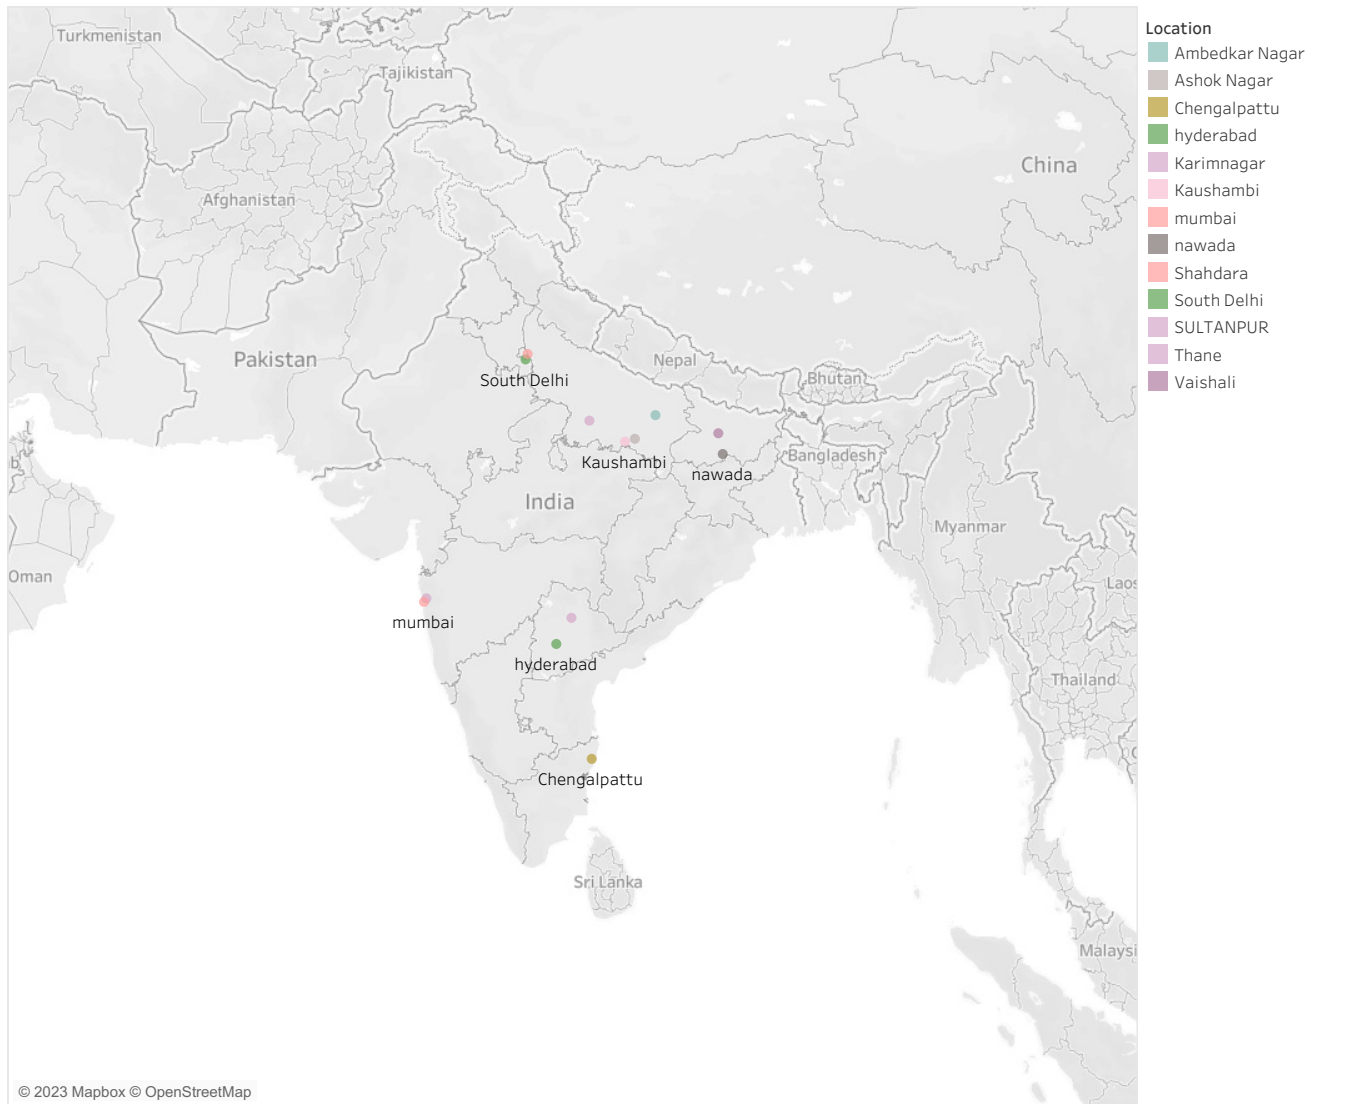 Turkmenistan
Tajikistan
China
Afghanistan
Pakistan
Nepal
South Delhi
Bhutan
Kaushambi
nawada
Bangladesh
India
Myanmar
Oman
Laos
mumbai
hyderabad
Thailand
Chengalpattu
Sri Lanka
Malaysi
© 2023 Mapbox © OpenStreetMap
Location
Ambedkar Nagar
Ashok Nagar
Chengalpattu
hyderabad
Karimnagar
Kaushambi
mumbai
nawada
Shahdara
South Delhi
SULTANPUR
Thane
Vaishali